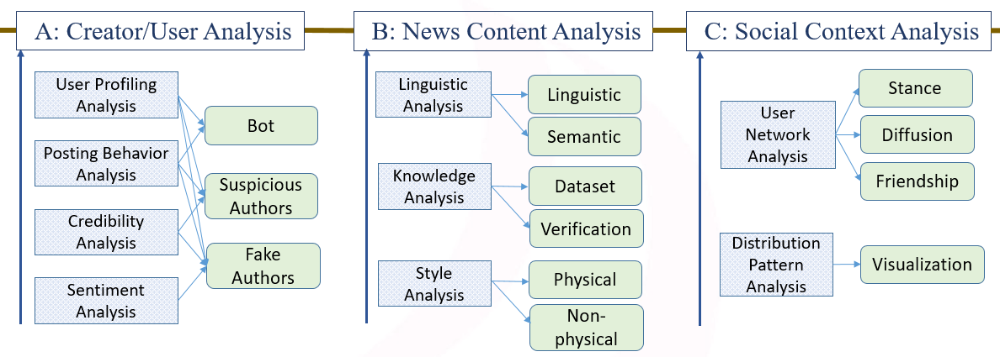 A: Creator/User Analysis
User Profiling
Analysis
Posting Behavior
Analysis
Credibility
Analysis
Sentiment
Analysis
Bot
Suspicious
Authors
Fake
Authors
B: News Content Analysis
Linguistic
Analysis
Linguistic
Semantic
Knowledge
Analysis
Dataset
Verification
Style
Analysis
Physical
Non-
physical
C: Social Context Analysis
User
Network
Analysis
Stance
Diffusion
Friendship
Distribution
Pattern
Analysis
Visualization